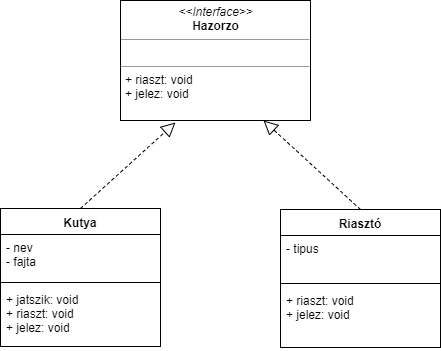 <<Interface>>
Hazorzo
+ riaszt: void
+ jelez: void
Kutya
- nev
- fajta
+ jatszik: void
+ riaszt: void
+ jelez: void
Riasztó
- tipus
+ riaszt: void
+ jelez: void